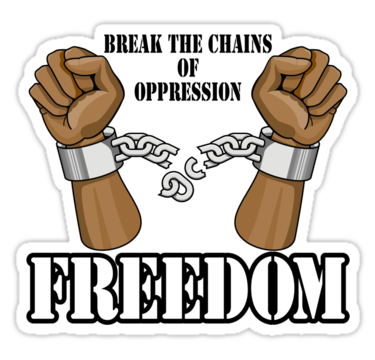 BREAK THE CHAINS
OF
OPPRESSION
FREEDOM